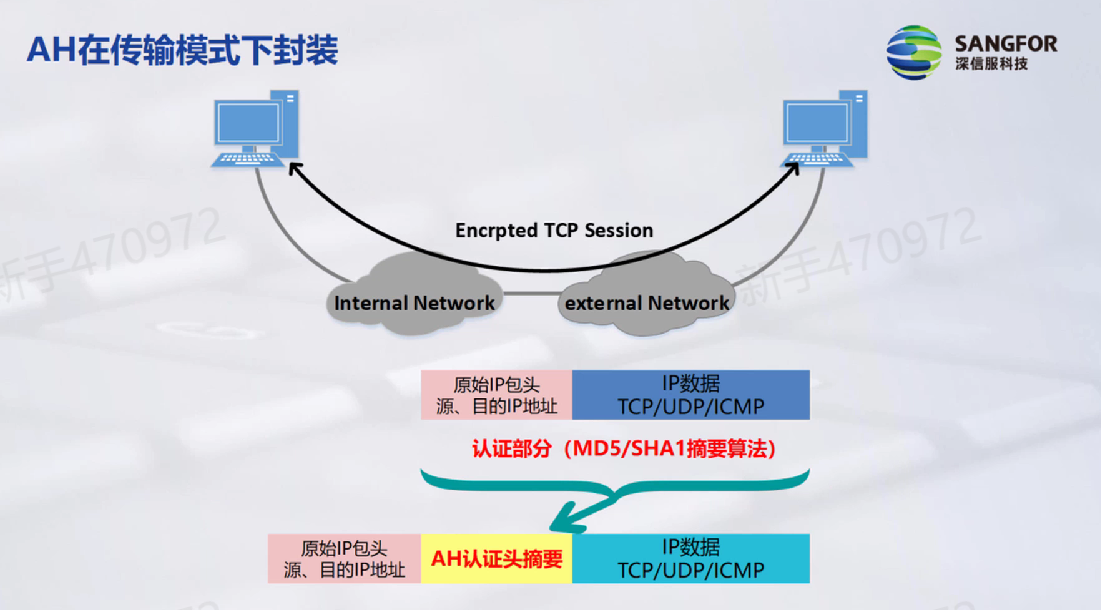 AH在传输模式下封装
SANGFOR
深信服科技
Encrpted TCP Session
新手470972
新手470972
Internal Network
external Network
原始IP包头
源、目的IP地址
IP数据
TCP/UDP/ICMP
认证部分（MD5/SHA1摘要算法）
原始IP包头
源、目的IP地址
AH认证头摘要
IP数据
TCP/UDP/ICMP